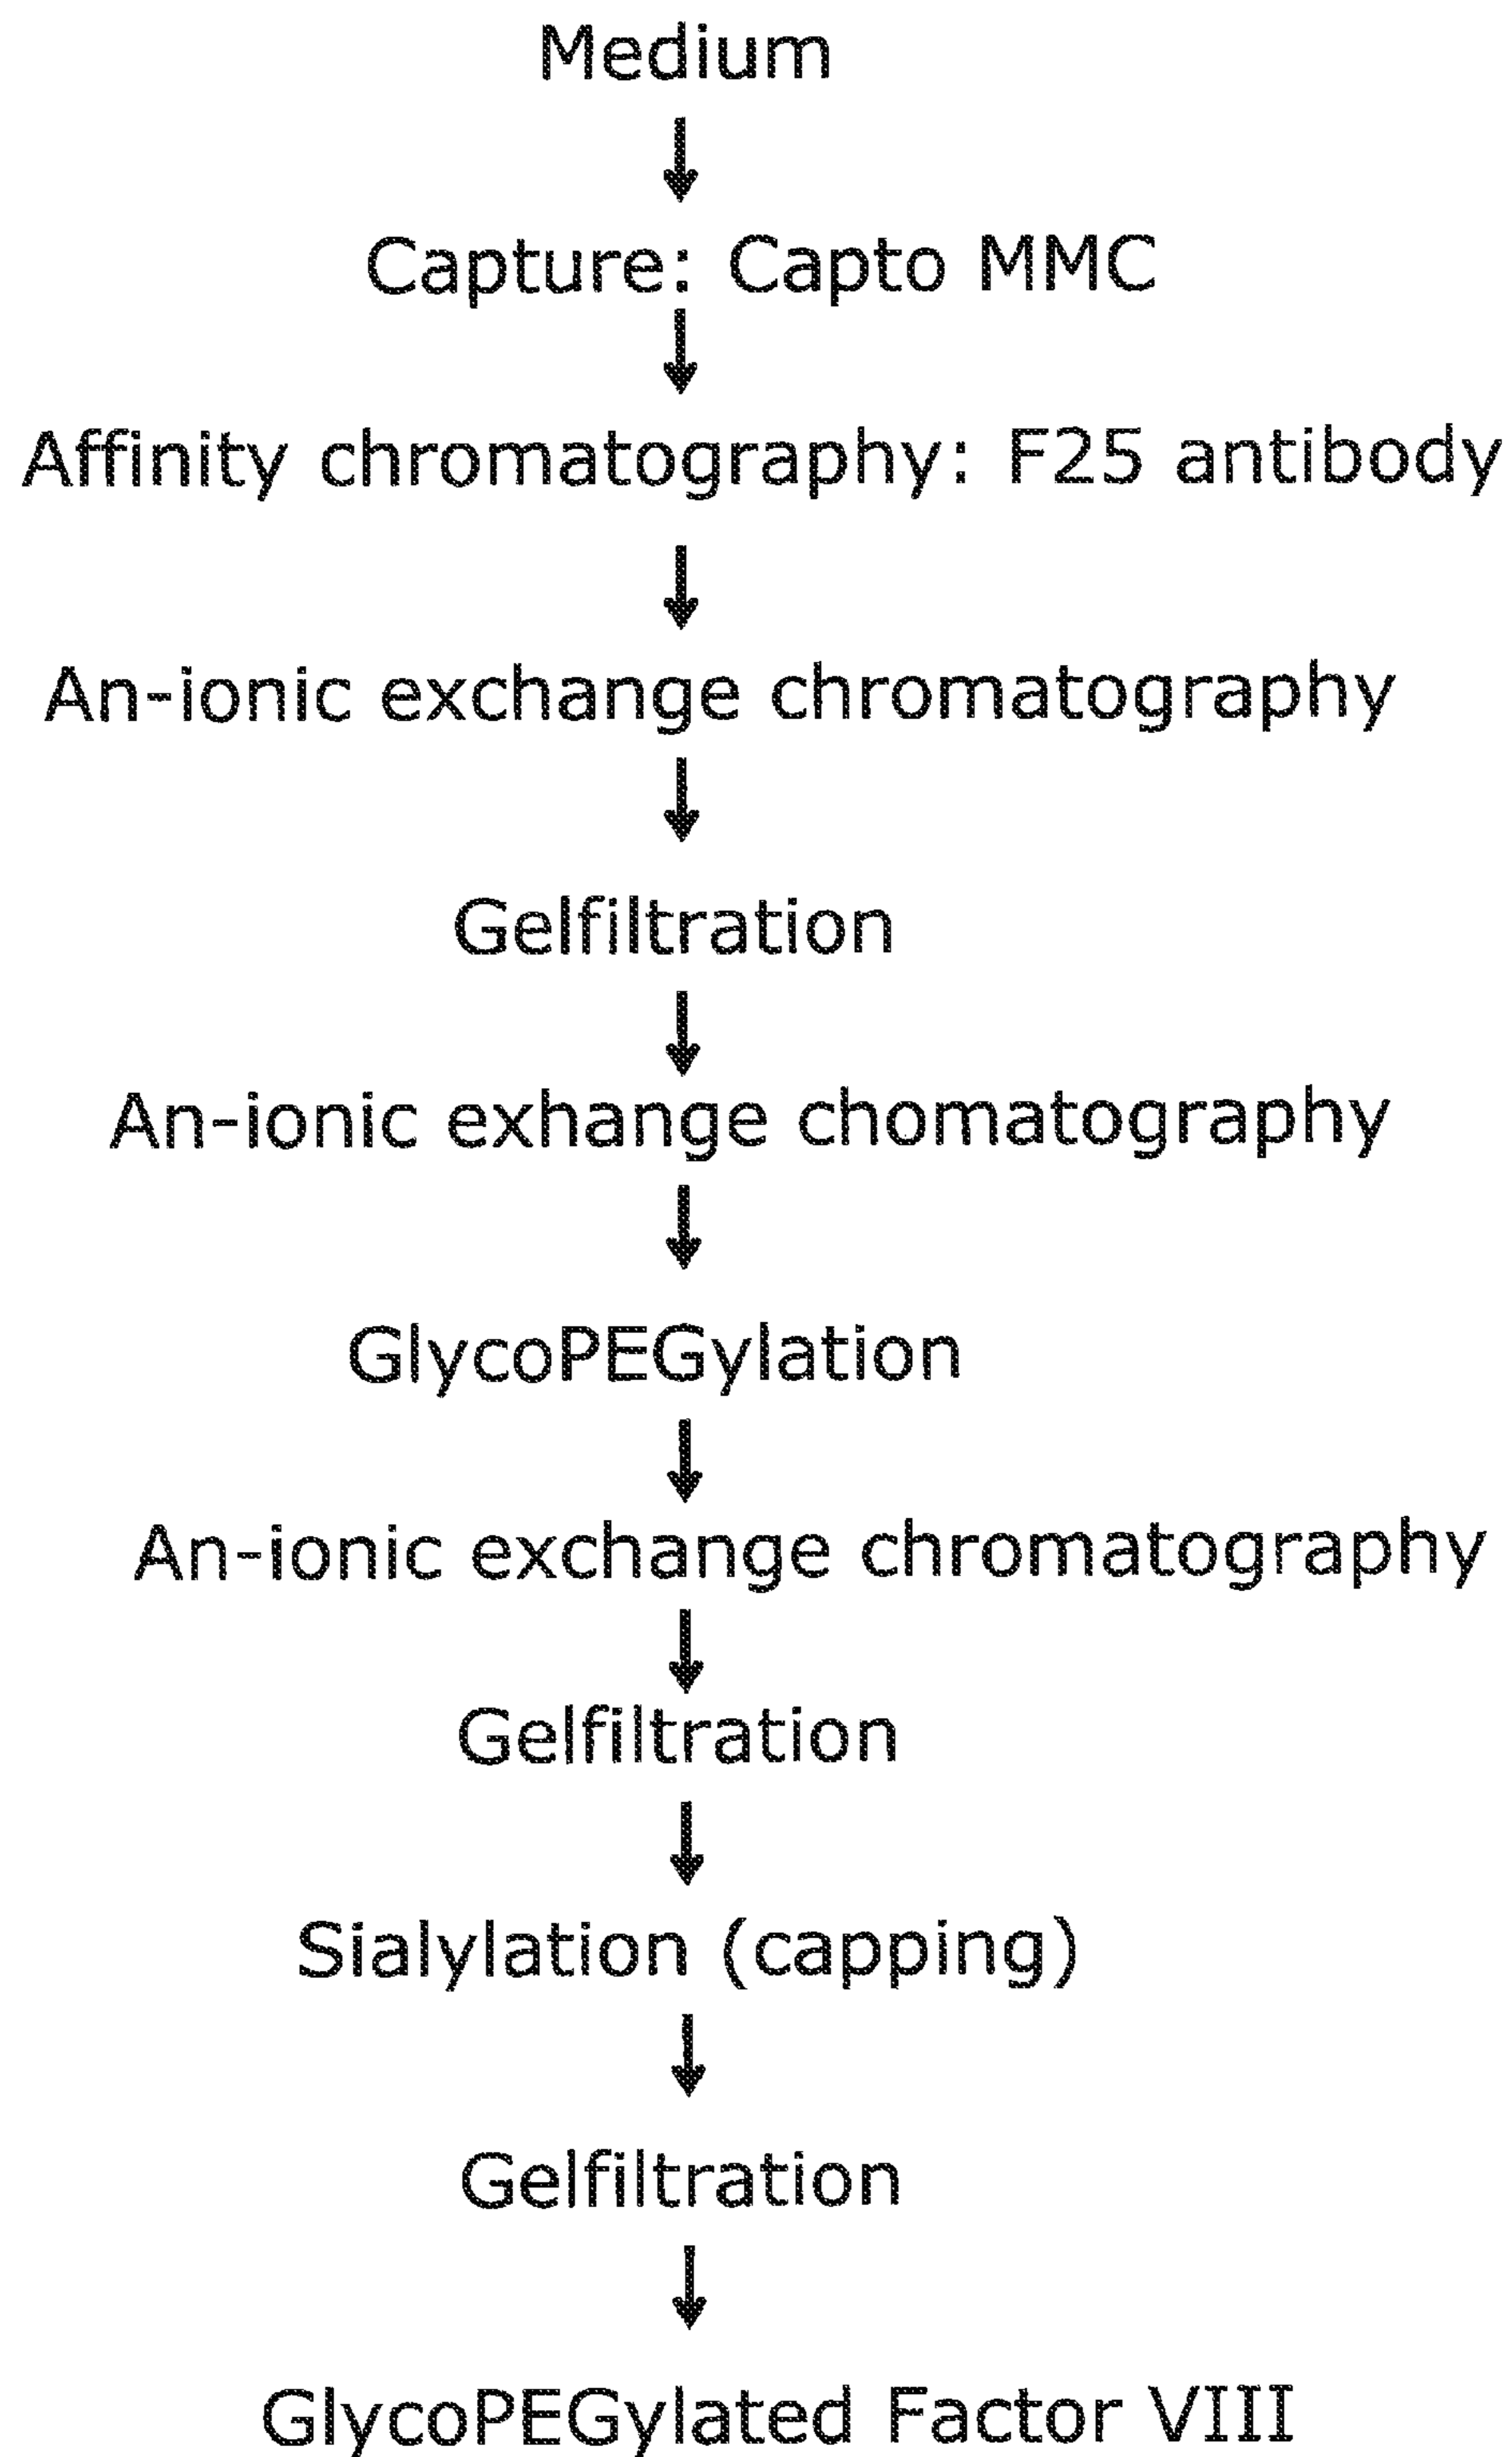 Medium
Capture: Capto MMC
Affinity chromatography: F25 antibody
An-ionic exchange chromatography
Gelfiltration
An-ionic exhange chomatography
GlycoPEGylation
An-ionic exchange chromatography
Gelfiltration
Sialylation (capping)
Gelfiltration
GlycoPEGylated Factor VIII